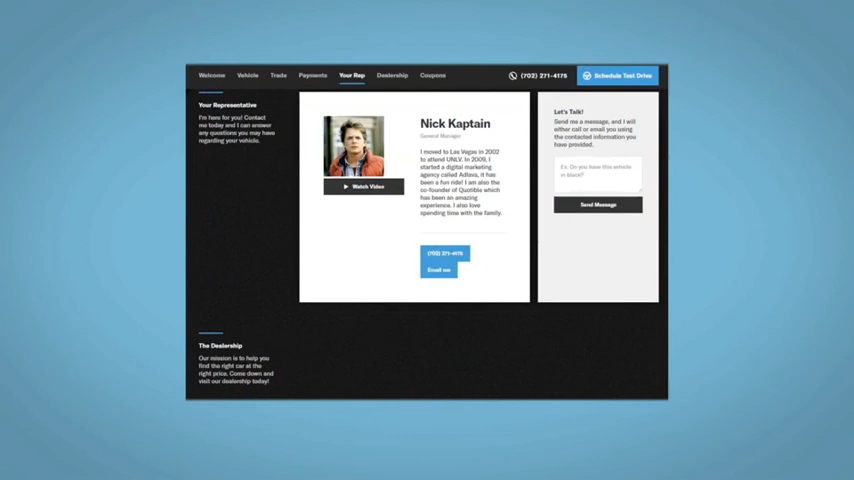 Welcome Vehicle Trade Payments Your Rep Dealership Coupons (702) 271-4175 Schedule Test Drive
Your Representative
I'm here for you! Contact
me today and I can answer
any questions you may have
regarding your vehicle.
Watch Video
Nick Kaptain
General Manager
I moved to Las Vegas in 2002
to attend UNLV. In 2009, I
started a digital marketing
agency called Adlava, it has
been a fun ride! I am also the
co-founder of Quotible which
has been an amazing
experience. I also love
spending time with the family.
(702) 271-4175
Email me
Let's Talk!
Send me a message, and I will
either call or email you using
the contacted information you
have provided.
Ex. Do you have this vehicle
in black?
Send Message
The Dealership
Our mission is to help you
find the right car at the
right price. Come down and
visit our dealership today!